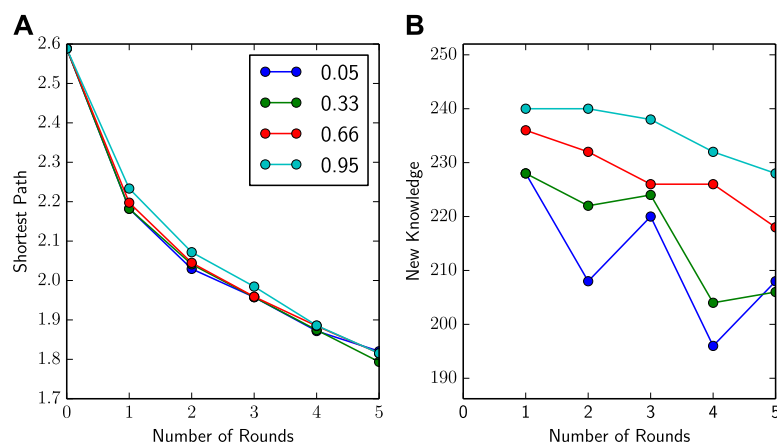 A
2.6
2.5
2.4
2.3
2.2
2.1
2.0
1.9
1.8
1.7
0 1 2 3 4 5
Shortest Path
Number of Rounds
0.05
0.33
0.66
0.95
B
250
240
230
220
210
200
190
0 1 2 3 4 5
New Knowledge
Number of Rounds